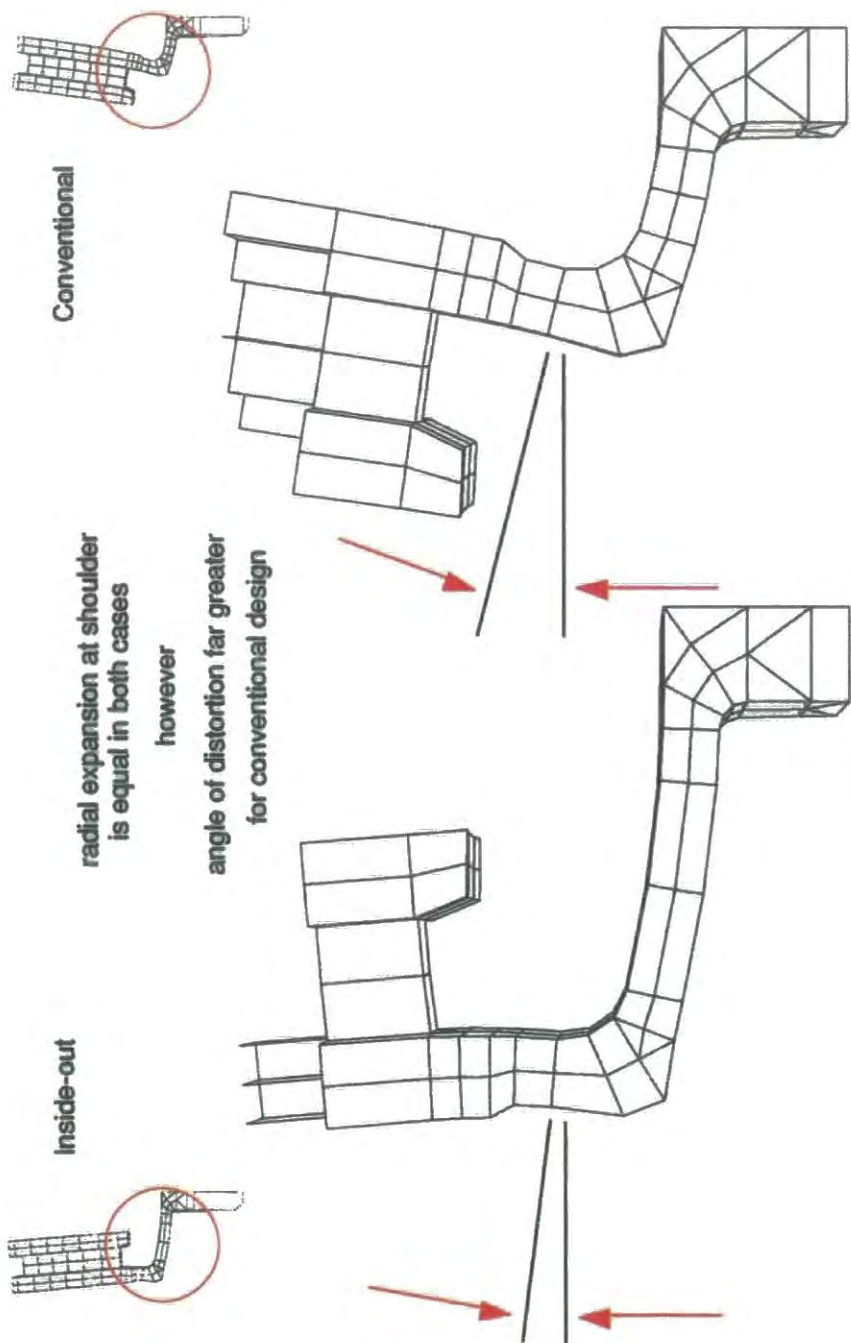 Inside-out
radial expansion at shoulder
is equal in both cases
however
angle of distortion far greater
for conventional design
Conventional